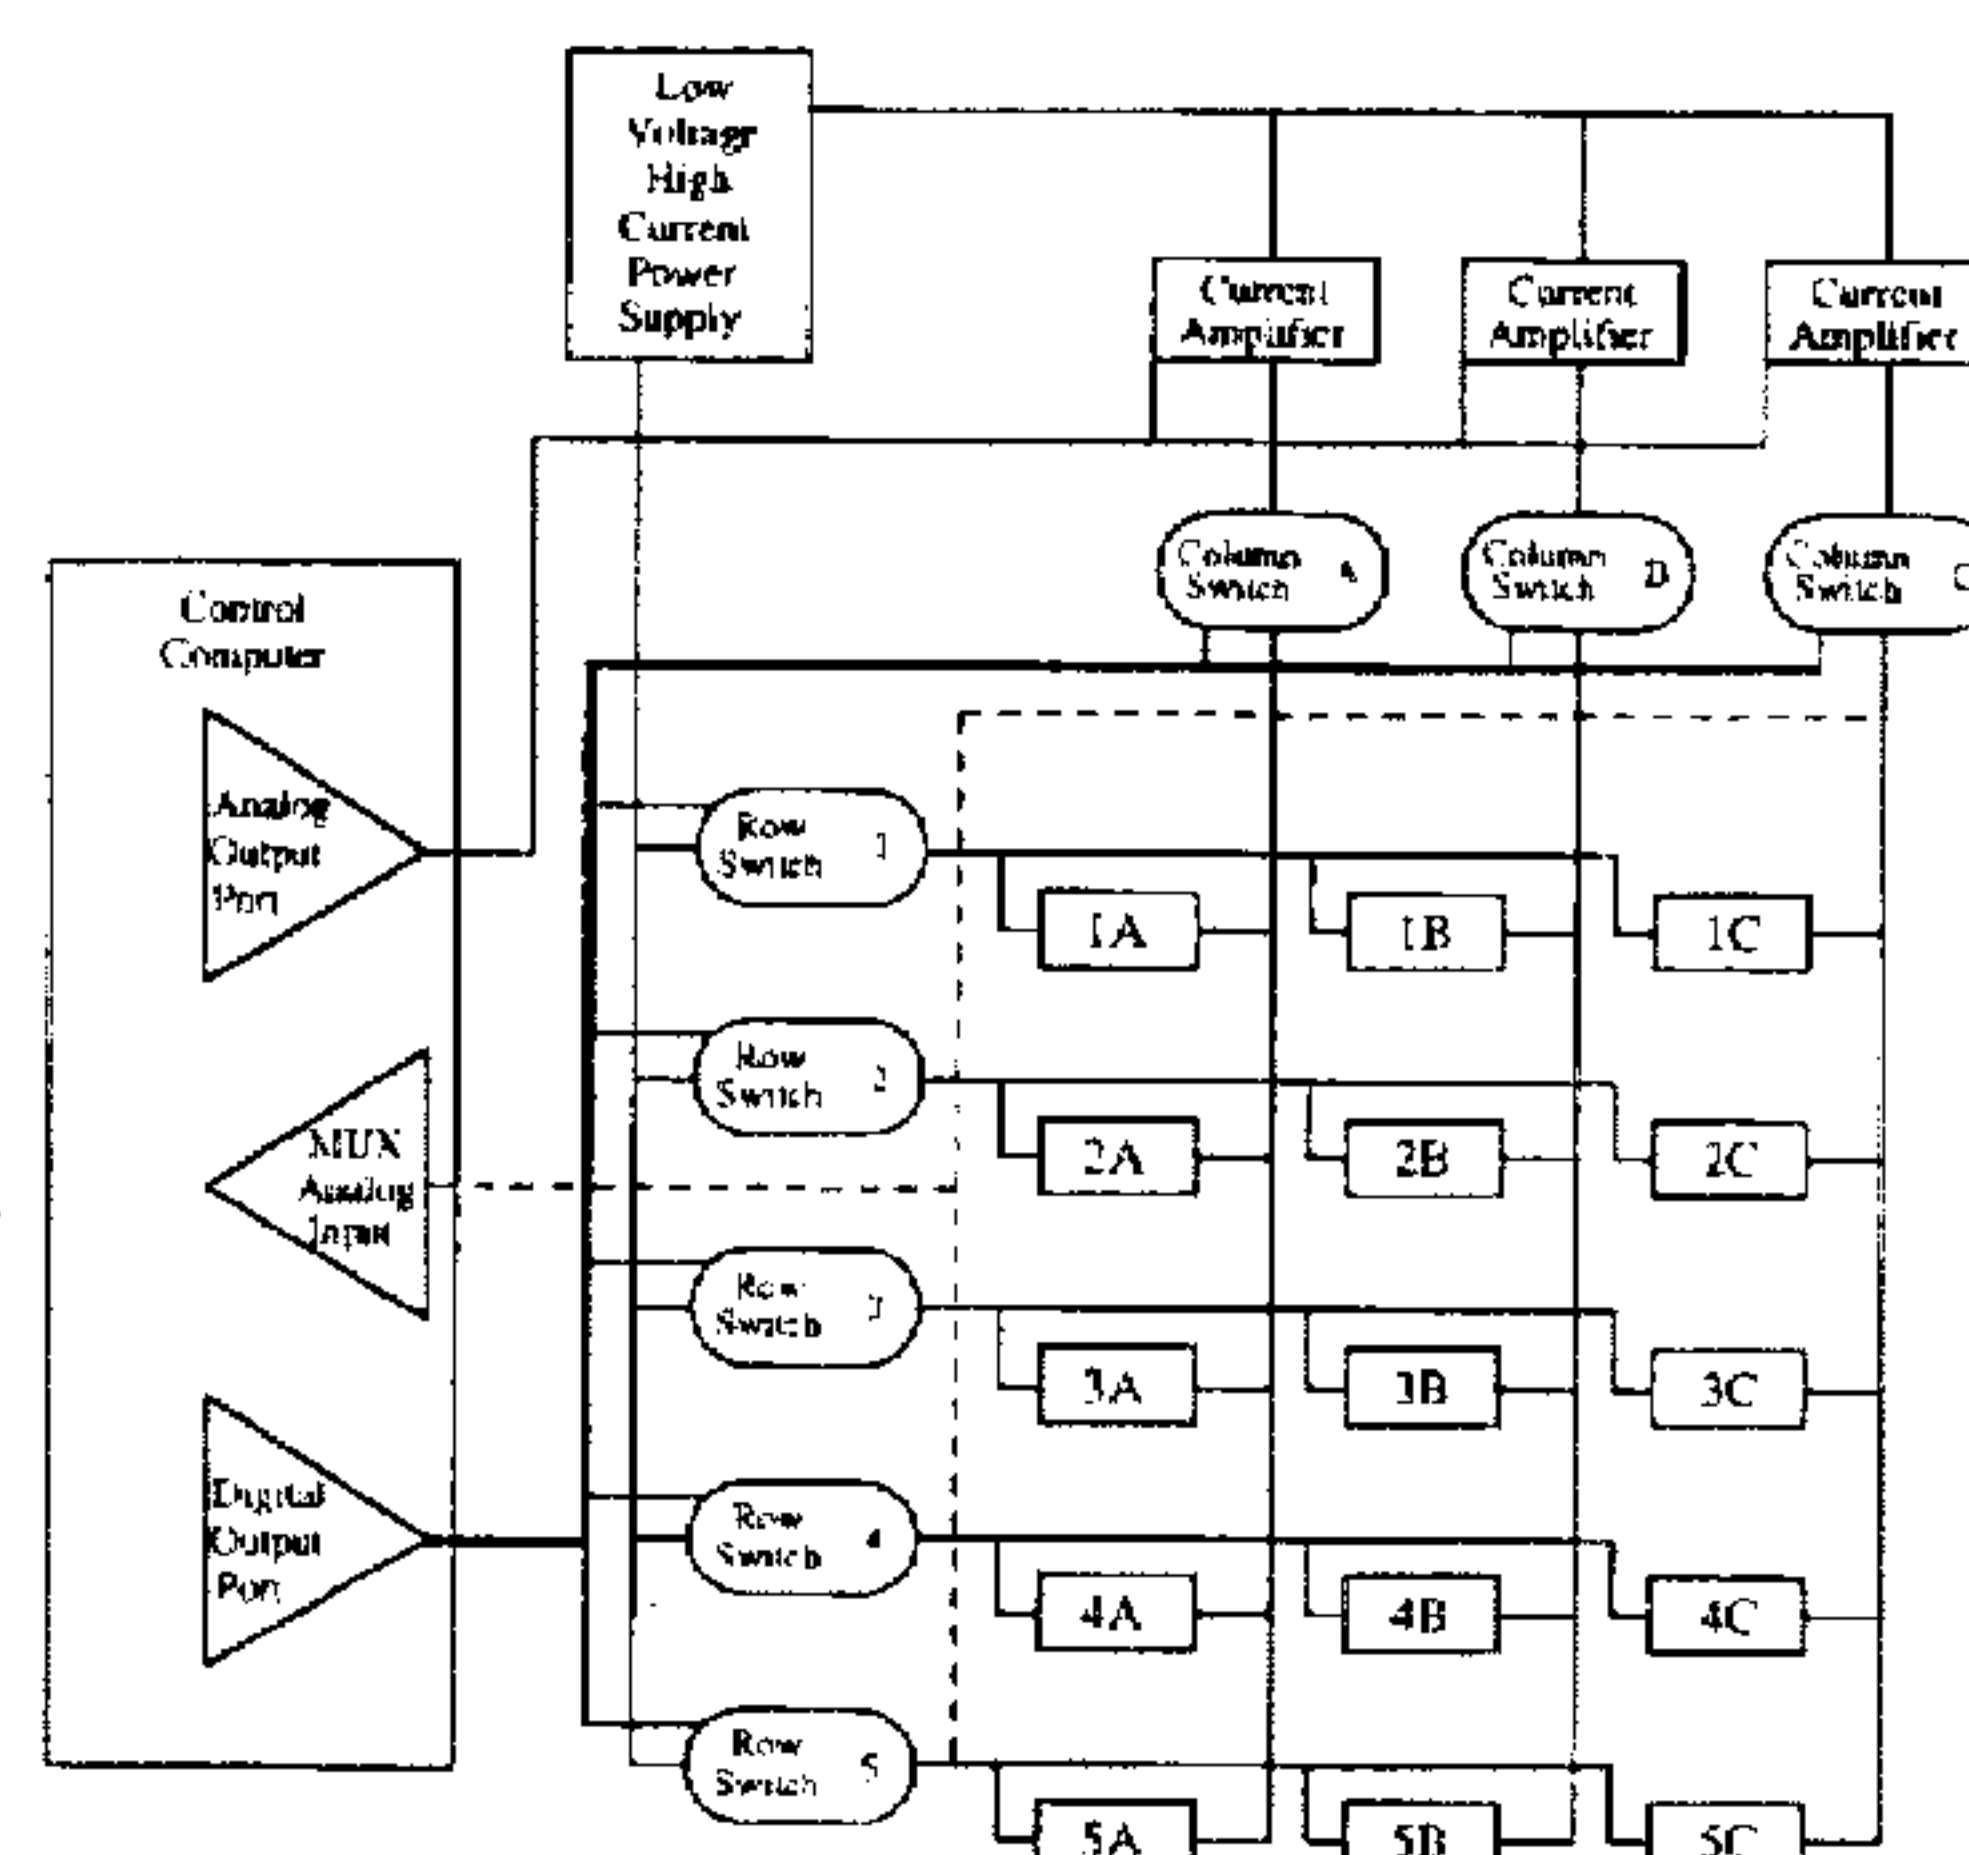 Low
Voltage
High
Current
Power
Supply
Current
Amplifier
Current
Amplifier
Current
Amplifier
Column
Switch A
Column
Switch B
Column
Switch C
Control
Computer
Analog
Output
Port
MUX
Analog
Input
Digital
Output
Port
Row
Switch 1
1A
1B
1C
Row
Switch 2
2A
2B
2C
Row
Switch 3
3A
3B
3C
Row
Switch 4
4A
4B
4C
Row
Switch 5
5A
5B
5C